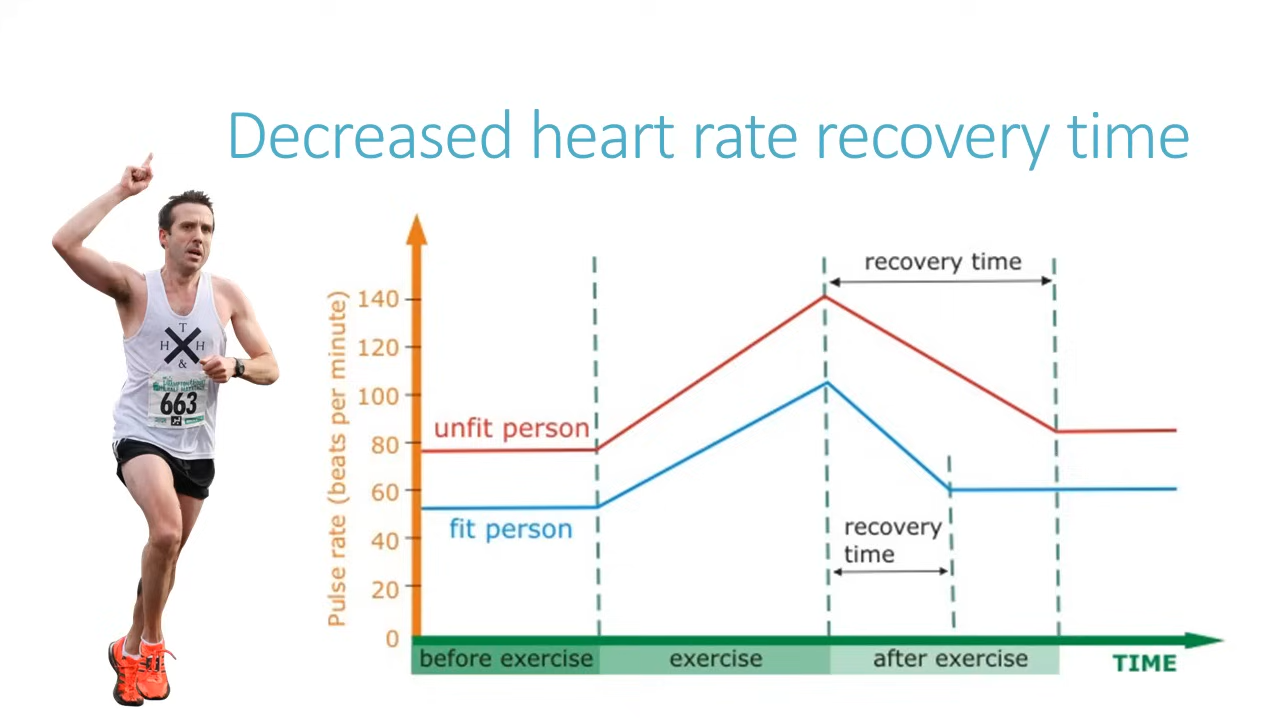 Decreased heart rate recovery time
recovery time
Pulse rate (beats per minute)
140
120
100
80
60
40
20
0
unfit person
fit person
recovery
time
before exercise
exercise
after exercise
TIME
T
H H
&
663